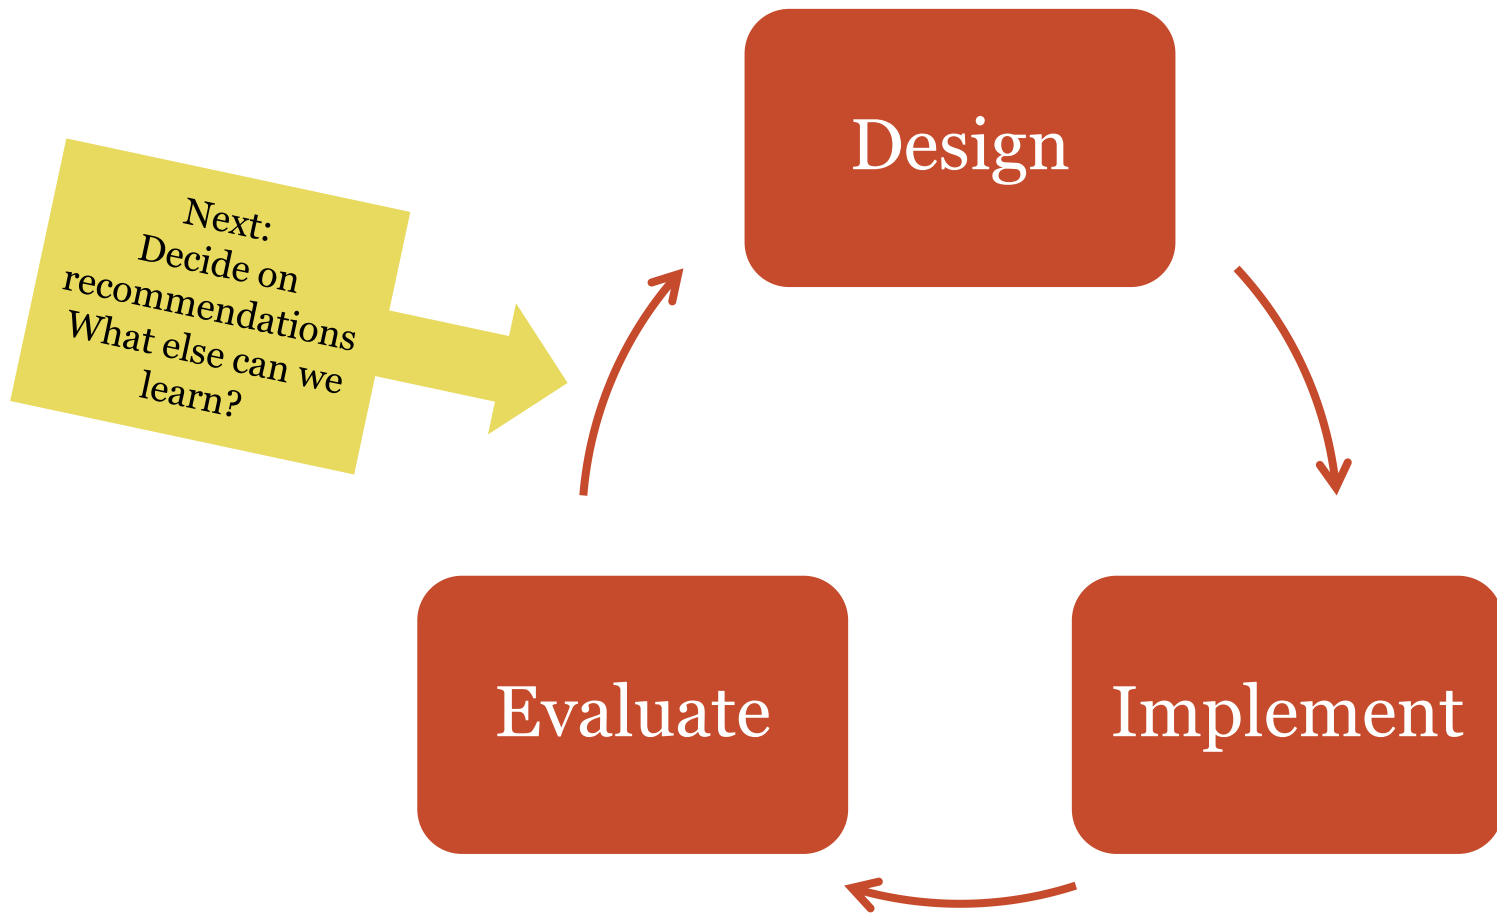 Design
Next:
Decide on
recommendations
What else can we
learn?
Evaluate
Implement